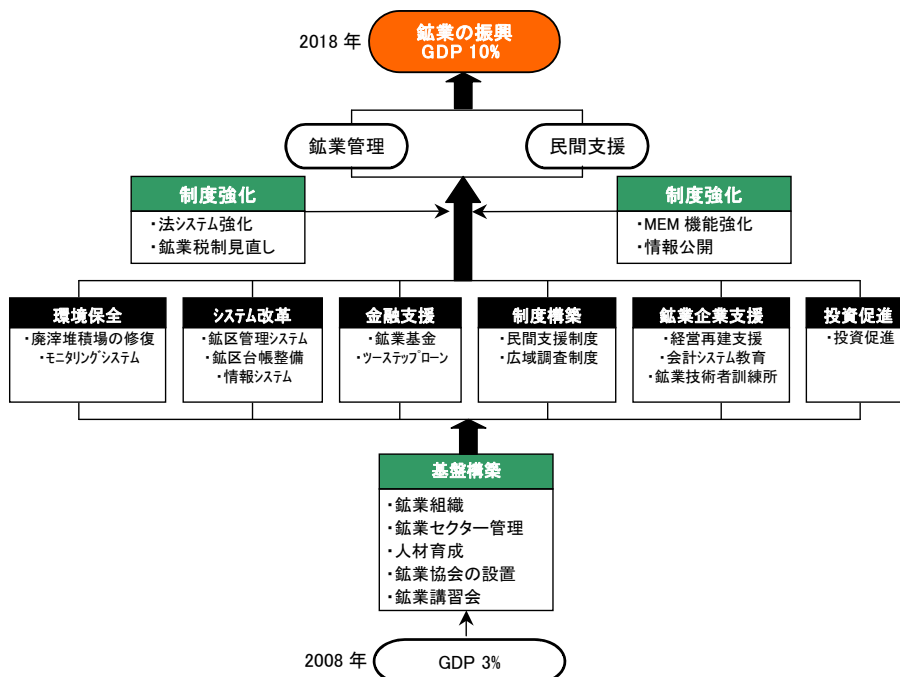 2018 年
鉱業の振興
GDP 10%
鉱業管理
民間支援
制度強化
・法システム強化
・鉱業税制見直し
制度強化
・MEM 機能強化
・情報公開
環境保全
・廃滓堆積場の修復
・モニタリングシステム
システム改革
・鉱区管理システム
・鉱区台帳整備
・情報システム
金融支援
・鉱業基金
・ツーステップローン
制度構築
・民間支援制度
・広域調査制度
鉱業企業支援
・経営再建支援
・会計システム教育
・鉱業技術者訓練所
投資促進
・投資促進
基盤構築
・鉱業組織
・鉱業セクター管理
・人材育成
・鉱業協会の設置
・鉱業講習会
2008 年
GDP 3%